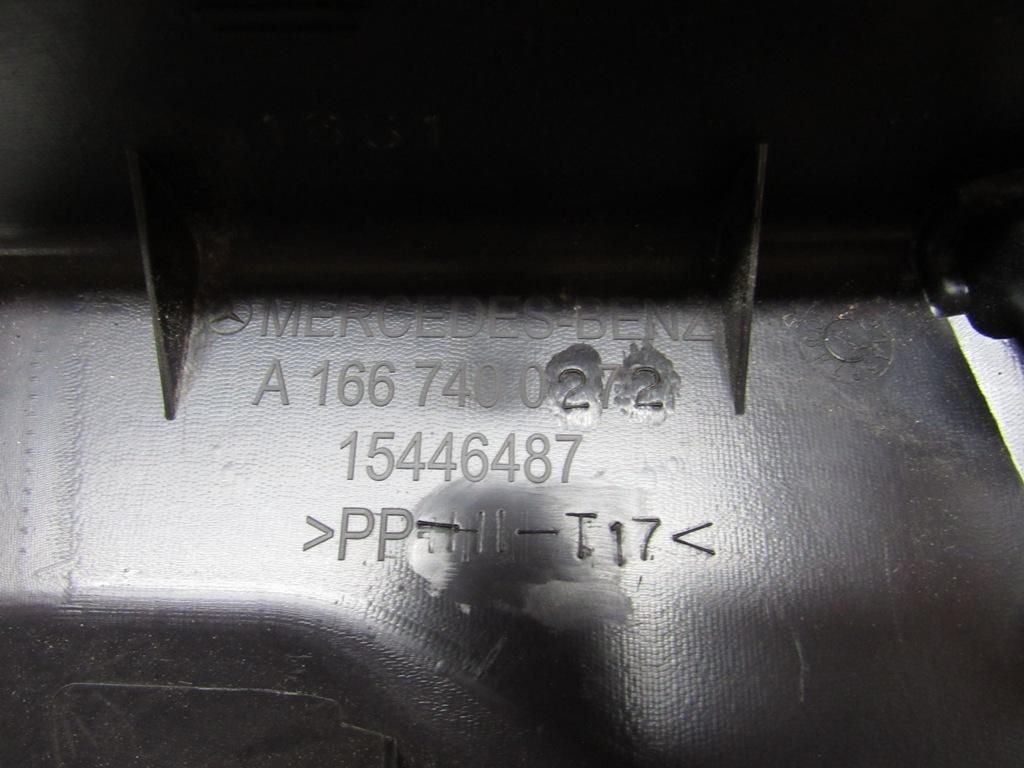 MERCEDES-BENZ
A 166 740 0272
15446487
>PP
-T17<